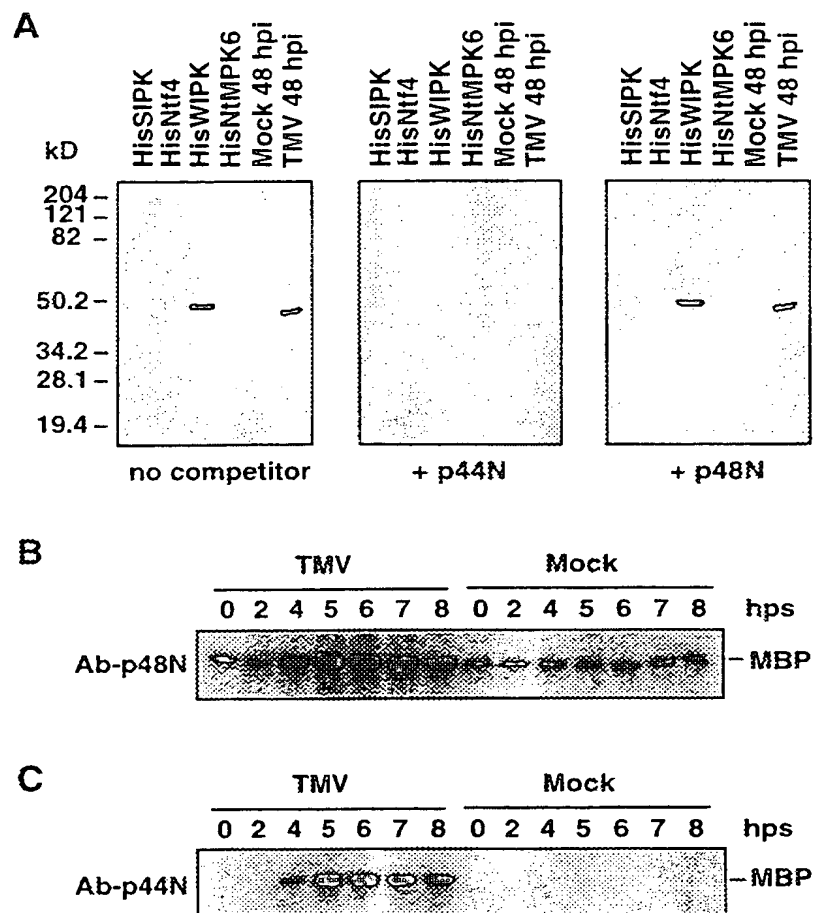 A
kD
HisSIPK
HisNtf4
HisWIPK
HisNtMPK6
Mock 48 hpi
TMV 48 hpi
HisSIPK
HisNtf4
HisWIPK
HisNtMPK6
Mock 48 hpi
TMV 48 hpi
HisSIPK
HisNtf4
HisWIPK
HisNtMPK6
Mock 48 hpi
TMV 48 hpi
204 –
121 –
82 –
50.2 –
34.2 –
28.1 –
19.4 –
no competitor
+ p44N
+ p48N
B
TMV Mock
0 2 4 5 6 7 8 0 2 4 5 6 7 8 hps
Ab-p48N – MBP
C
TMV Mock
0 2 4 5 6 7 8 0 2 4 5 6 7 8 hps
Ab-p44N – MBP